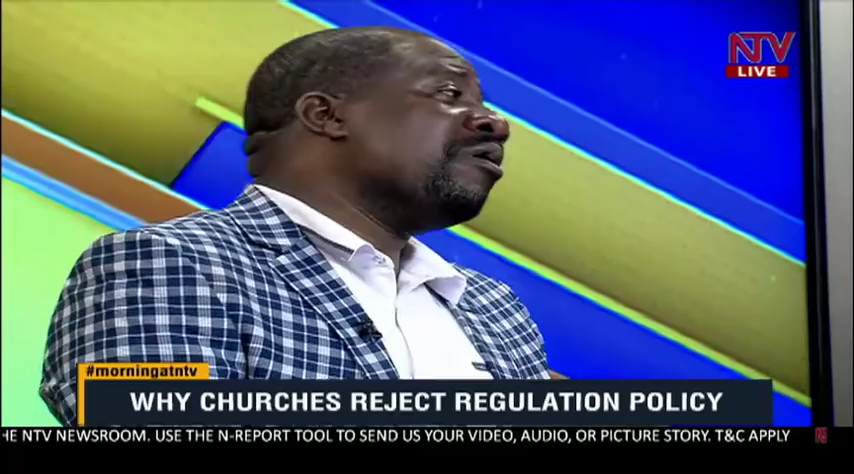 NTV
LIVE
#morningatntv
WHY CHURCHES REJECT REGULATION POLICY
HE NTV NEWSROOM. USE THE N-REPORT TOOL TO SEND US YOUR VIDEO, AUDIO, OR PICTURE STORY. T&C APPLY